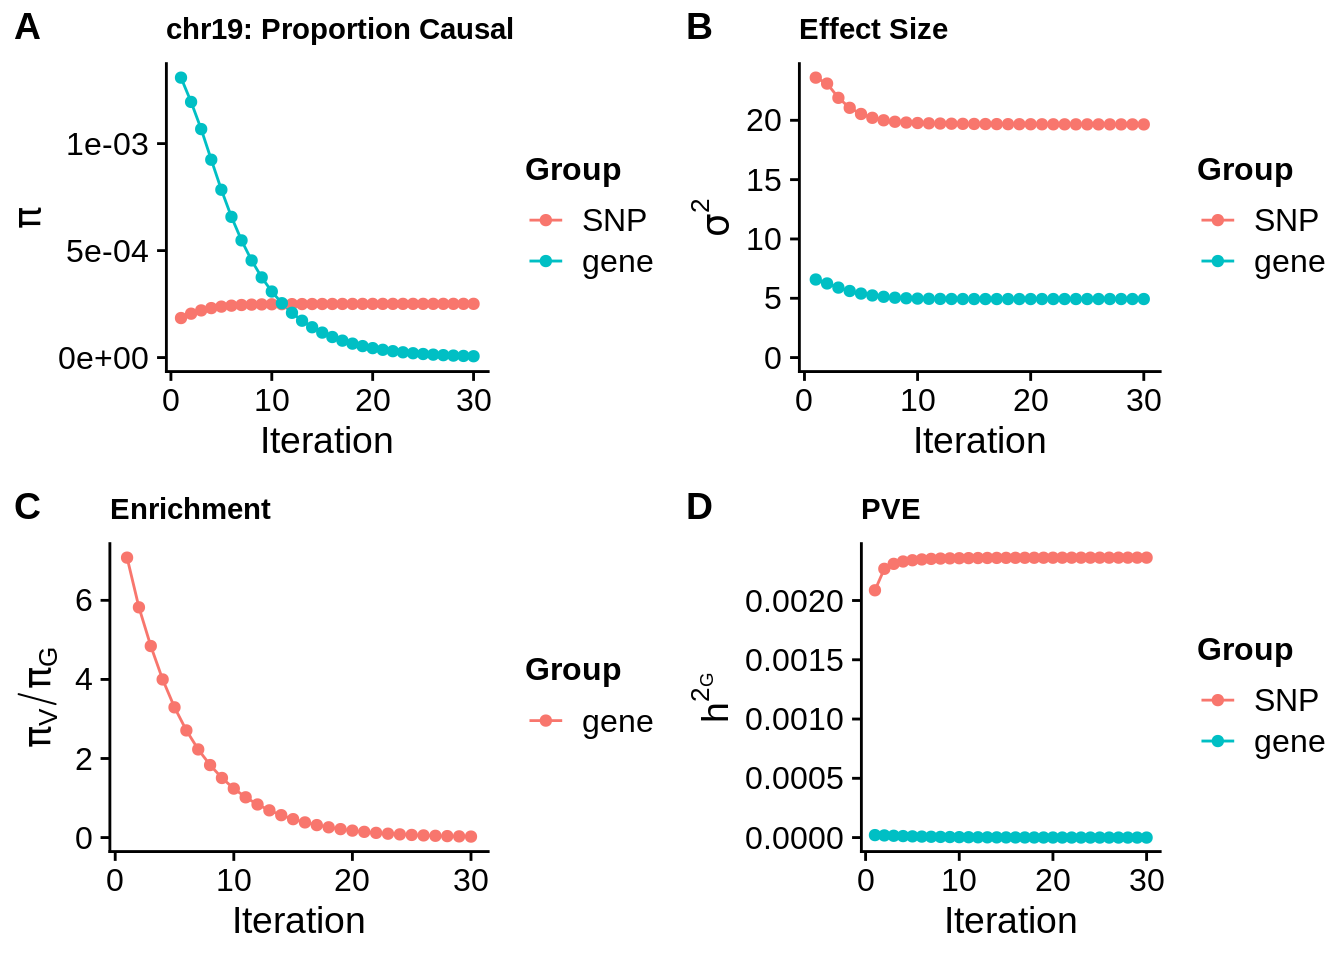 A
chr19: Proportion Causal
π
1e-03
5e-04
0e+00
0 10 20 30
Iteration
Group
SNP
gene
B
Effect Size
σ²
20
15
10
5
0
0 10 20 30
Iteration
Group
SNP
gene
C
Enrichment
πV/πG
6
4
2
0
0 10 20 30
Iteration
Group
gene
D
PVE
h2G
0.0020
0.0015
0.0010
0.0005
0.0000
0 10 20 30
Iteration
Group
SNP
gene